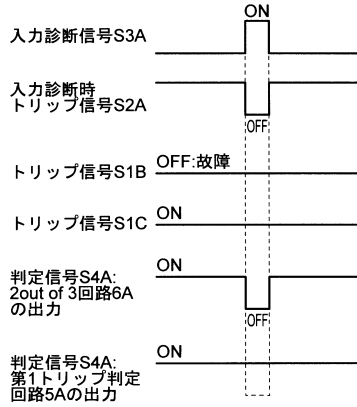 ON
入力診断信号S3A
入力診断時
トリップ信号S2A
OFF
トリップ信号S1B
OFF:故障
トリップ信号S1C
ON
判定信号S4A:
2out of 3回路6A
の出力
ON
OFF
判定信号S4A:
第1トリップ判定
回路5Aの出力
ON